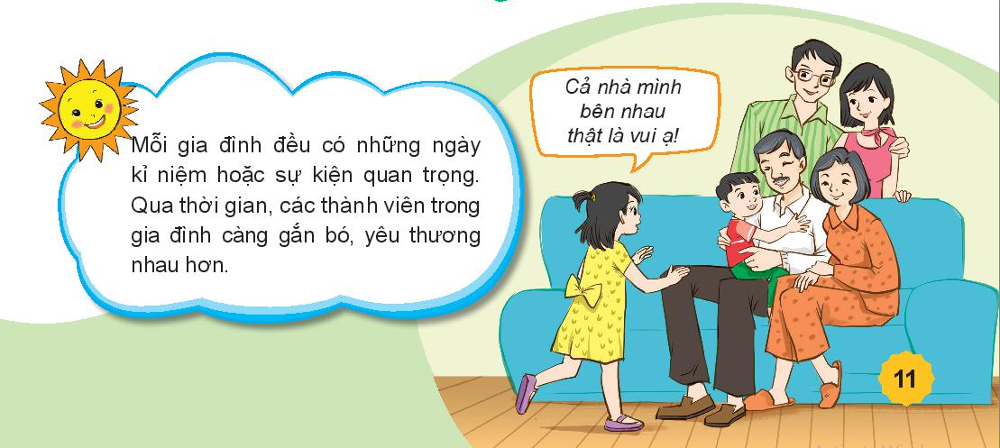 Mỗi gia đình đều có những ngày
kỉ niệm hoặc sự kiện quan trọng.
Qua thời gian, các thành viên trong
gia đình càng gắn bó, yêu thương
nhau hơn.
Cả nhà mình
bên nhau
thật là vui ạ!
11